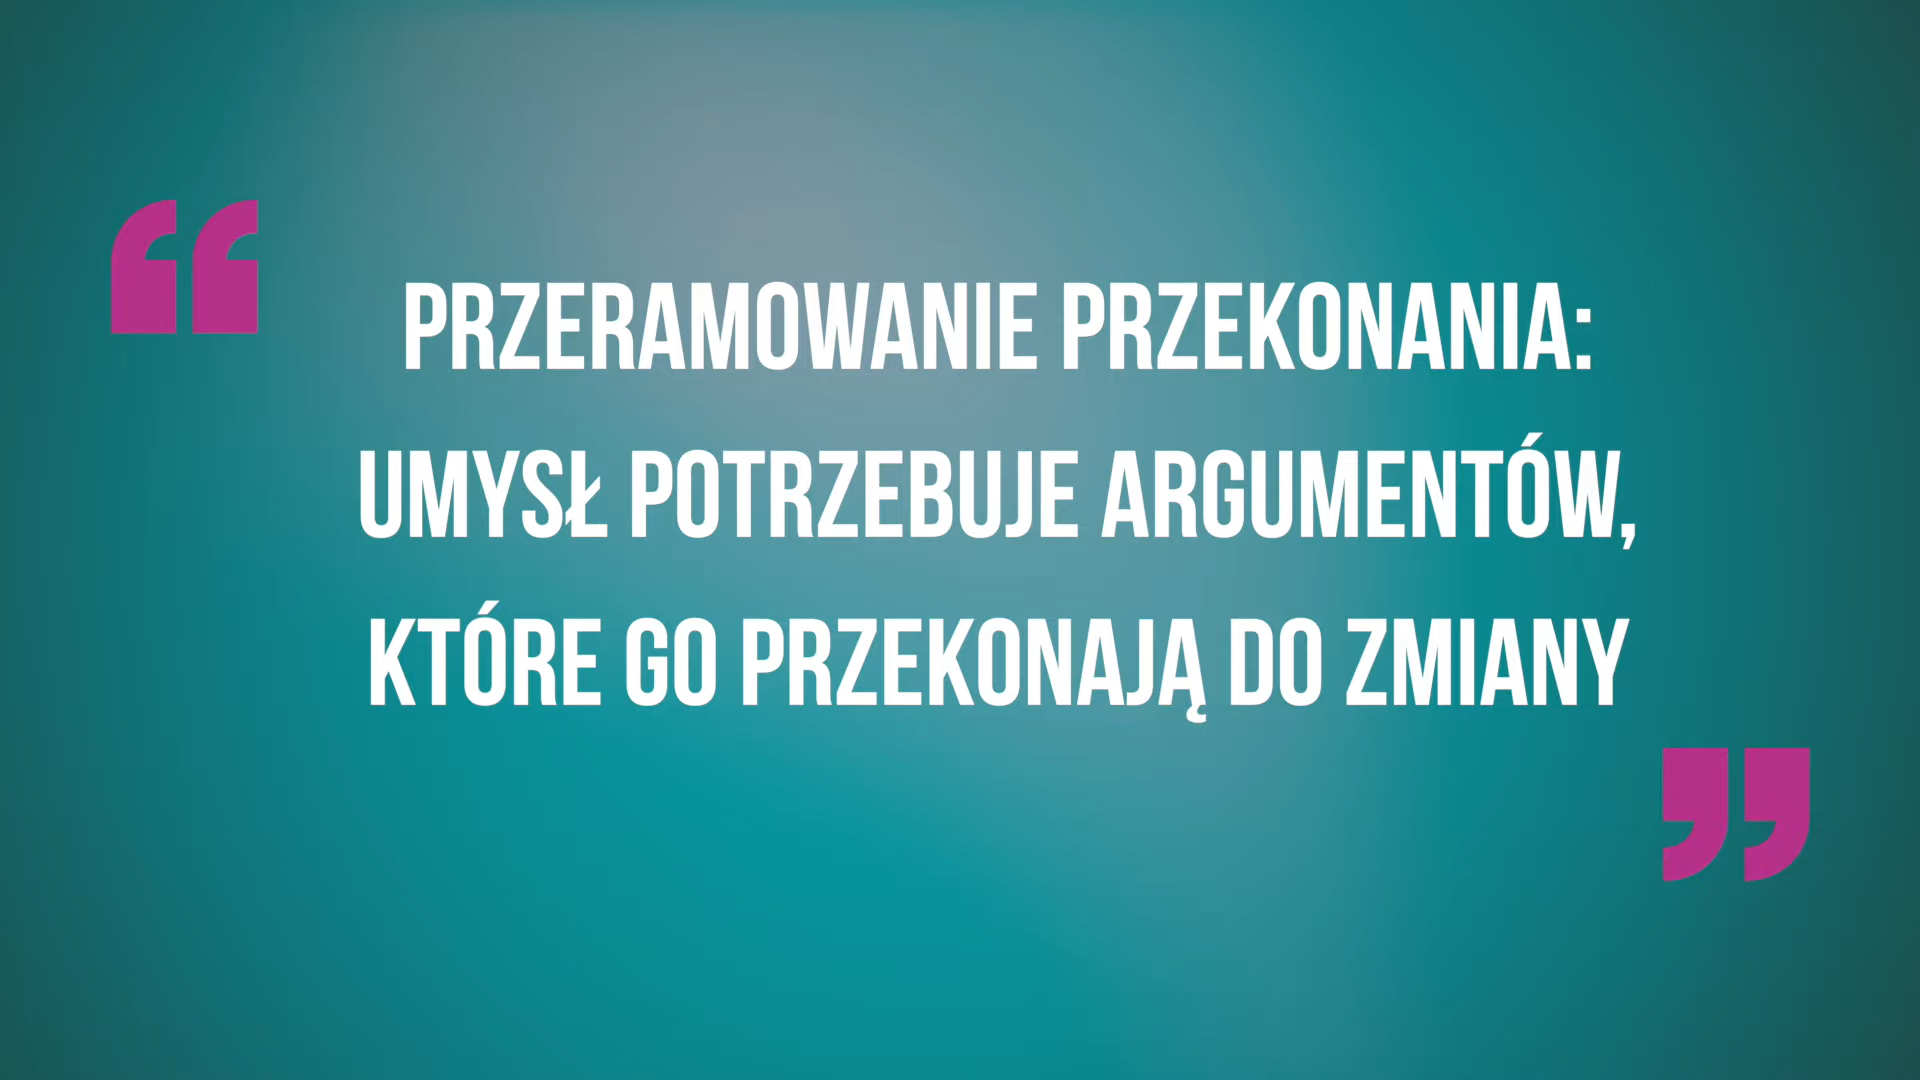 “
PRZERAMOWANIE PRZEKONANIA:
UMYSŁ POTRZEBUJE ARGUMENTÓW,
KTÓRE GO PRZEKONAJĄ DO ZMIANY
”